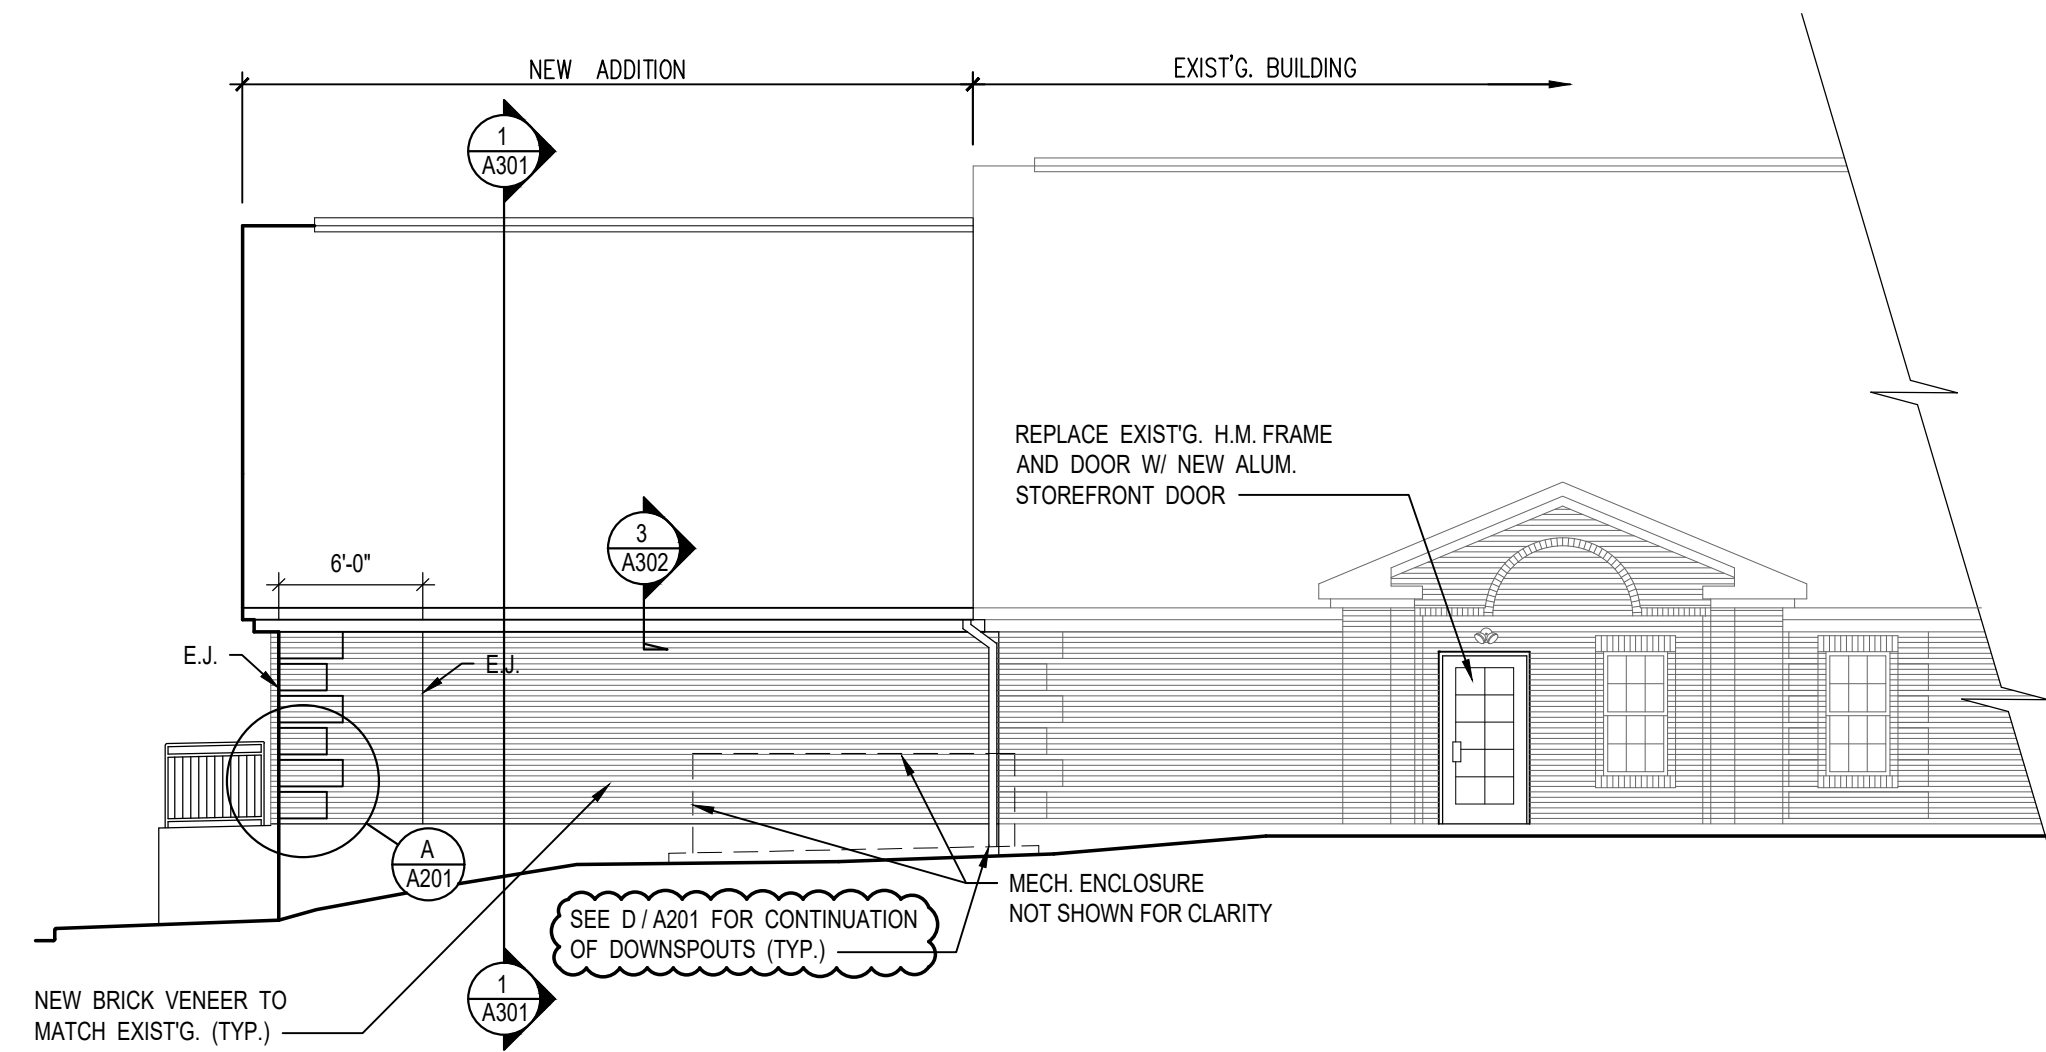 NEW ADDITION
EXIST'G. BUILDING
1
A301
REPLACE EXIST'G. H.M. FRAME
AND DOOR W/ NEW ALUM.
STOREFRONT DOOR
3
A302
6'-0"
E.J.
E.J.
A
A201
MECH. ENCLOSURE
NOT SHOWN FOR CLARITY
SEE D / A201 FOR CONTINUATION
OF DOWNSPOUTS (TYP.)
1
A301
NEW BRICK VENEER TO
MATCH EXIST'G. (TYP.)